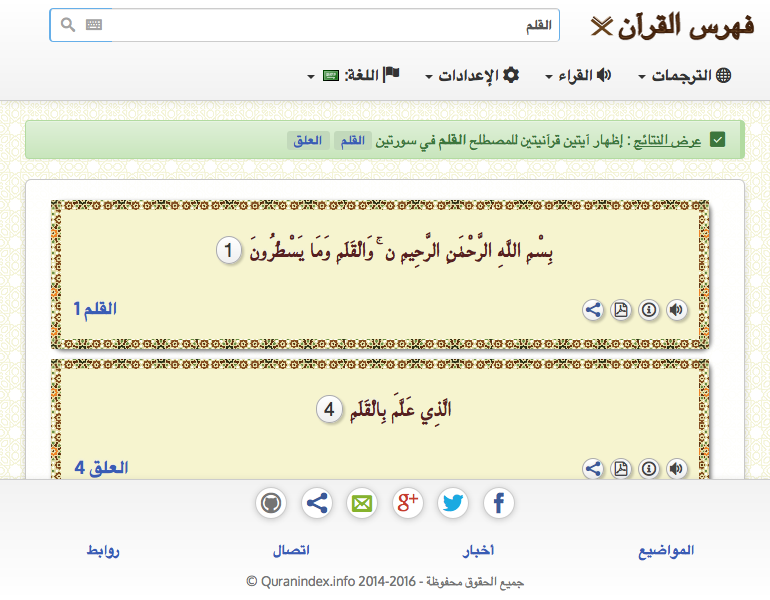 فهرس القرآن
القلم
الترجمات
القراء
الإعدادات
اللغة:
عرض النتائج : إظهار آيتين قرآنيتين للمصطلح القلم في سورتين القلم العلق
بِسْمِ اللَّهِ الرَّحْمَٰنِ الرَّحِيمِ ن ۚ وَالْقَلَمِ وَمَا يَسْطُرُونَ 1
القلم 1
الَّذِي عَلَّمَ بِالْقَلَمِ 4
العلق 4
g+
المواضيع
أخبار
اتصال
روابط
جميع الحقوق محفوظة - 2016-2014 Quranindex.info ©